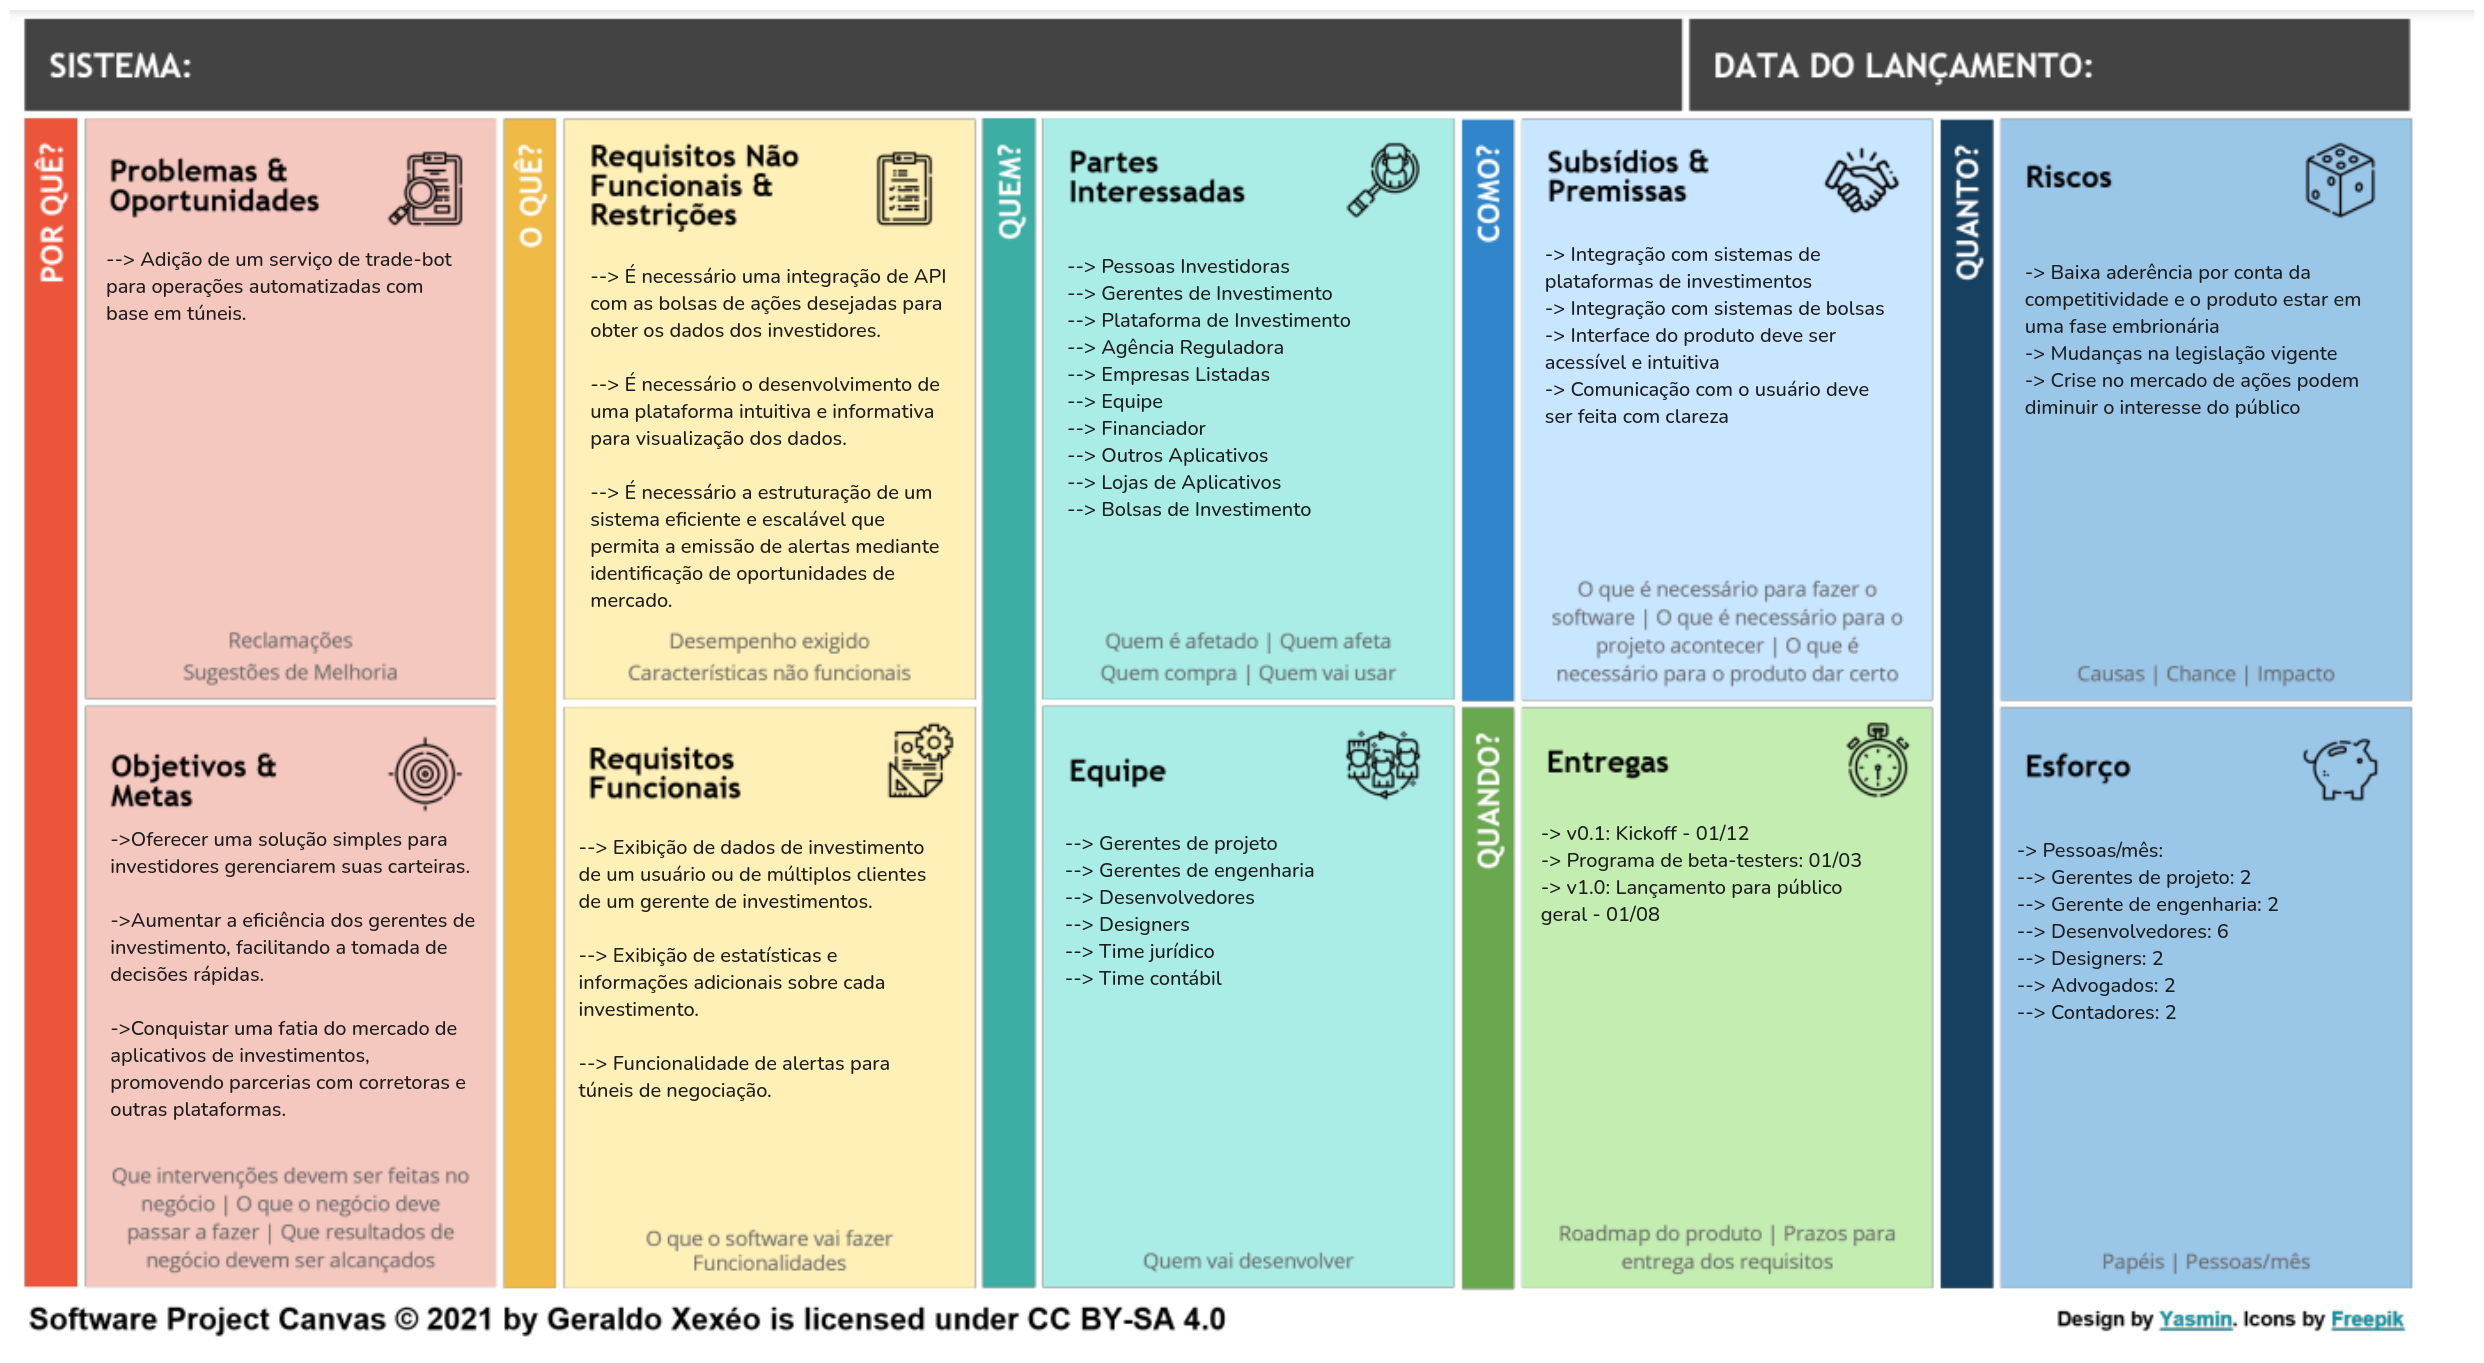 SISTEMA:
DATA DO LANÇAMENTO:
POR QUÊ?
Problemas &
Oportunidades
--> Adição de um serviço de trade-bot
para operações automatizadas com
base em túneis.
Reclamações
Sugestões de Melhoria
Objetivos &
Metas
->Oferecer uma solução simples para
investidores gerenciarem suas carteiras.
->Aumentar a eficiência dos gerentes de
investimento, facilitando a tomada de
decisões rápidas.
->Conquistar uma fatia do mercado de
aplicativos de investimentos,
promovendo parcerias com corretoras e
outras plataformas.
Que intervenções devem ser feitas no
negócio | O que o negócio deve
passar a fazer | Que resultados de
negócio devem ser alcançados
O QUÊ?
Requisitos Não
Funcionais &
Restrições
--> É necessário uma integração de API
com as bolsas de ações desejadas para
obter os dados dos investidores.
--> É necessário o desenvolvimento de
uma plataforma intuitiva e informativa
para visualização dos dados.
--> É necessário a estruturação de um
sistema eficiente e escalável que
permita a emissão de alertas mediante
identificação de oportunidades de
mercado.
Desempenho exigido
Características não funcionais
Requisitos
Funcionais
--> Exibição de dados de investimento
de um usuário ou de múltiplos clientes
de um gerente de investimentos.
--> Exibição de estatísticas e
informações adicionais sobre cada
investimento.
--> Funcionalidade de alertas para
túneis de negociação.
O que o software vai fazer
Funcionalidades
QUEM?
Partes
Interessadas
--> Pessoas Investidoras
--> Gerentes de Investimento
--> Plataforma de Investimento
--> Agência Reguladora
--> Empresas Listadas
--> Equipe
--> Financiador
--> Outros Aplicativos
--> Lojas de Aplicativos
--> Bolsas de Investimento
Quem é afetado | Quem afeta
Quem compra | Quem vai usar
Equipe
--> Gerentes de projeto
--> Gerentes de engenharia
--> Desenvolvedores
--> Designers
--> Time jurídico
--> Time contábil
Quem vai desenvolver
COMO?
Subsídios &
Premissas
-> Integração com sistemas de
plataformas de investimentos
-> Integração com sistemas de bolsas
-> Interface do produto deve ser
acessível e intuitiva
-> Comunicação com o usuário deve
ser feita com clareza
O que é necessário para fazer o
software | O que é necessário para o
projeto acontecer | O que é
necessário para o produto dar certo
QUANDO?
Entregas
-> v0.1: Kickoff - 01/12
-> Programa de beta-testers: 01/03
-> v1.0: Lançamento para público
geral - 01/08
Roadmap do produto | Prazos para
entrega dos requisitos
QUANTO?
Riscos
-> Baixa aderência por conta da
competitividade e o produto estar em
uma fase embrionária
-> Mudanças na legislação vigente
-> Crise no mercado de ações podem
diminuir o interesse do público
Causas | Chance | Impacto
Esforço
-> Pessoas/mês:
--> Gerentes de projeto: 2
--> Gerente de engenharia: 2
--> Desenvolvedores: 6
--> Designers: 2
--> Advogados: 2
--> Contadores: 2
Papéis | Pessoas/mês
Software Project Canvas © 2021 by Geraldo Xexéo is licensed under CC BY-SA 4.0
Design by Yasmin. Icons by Freepik